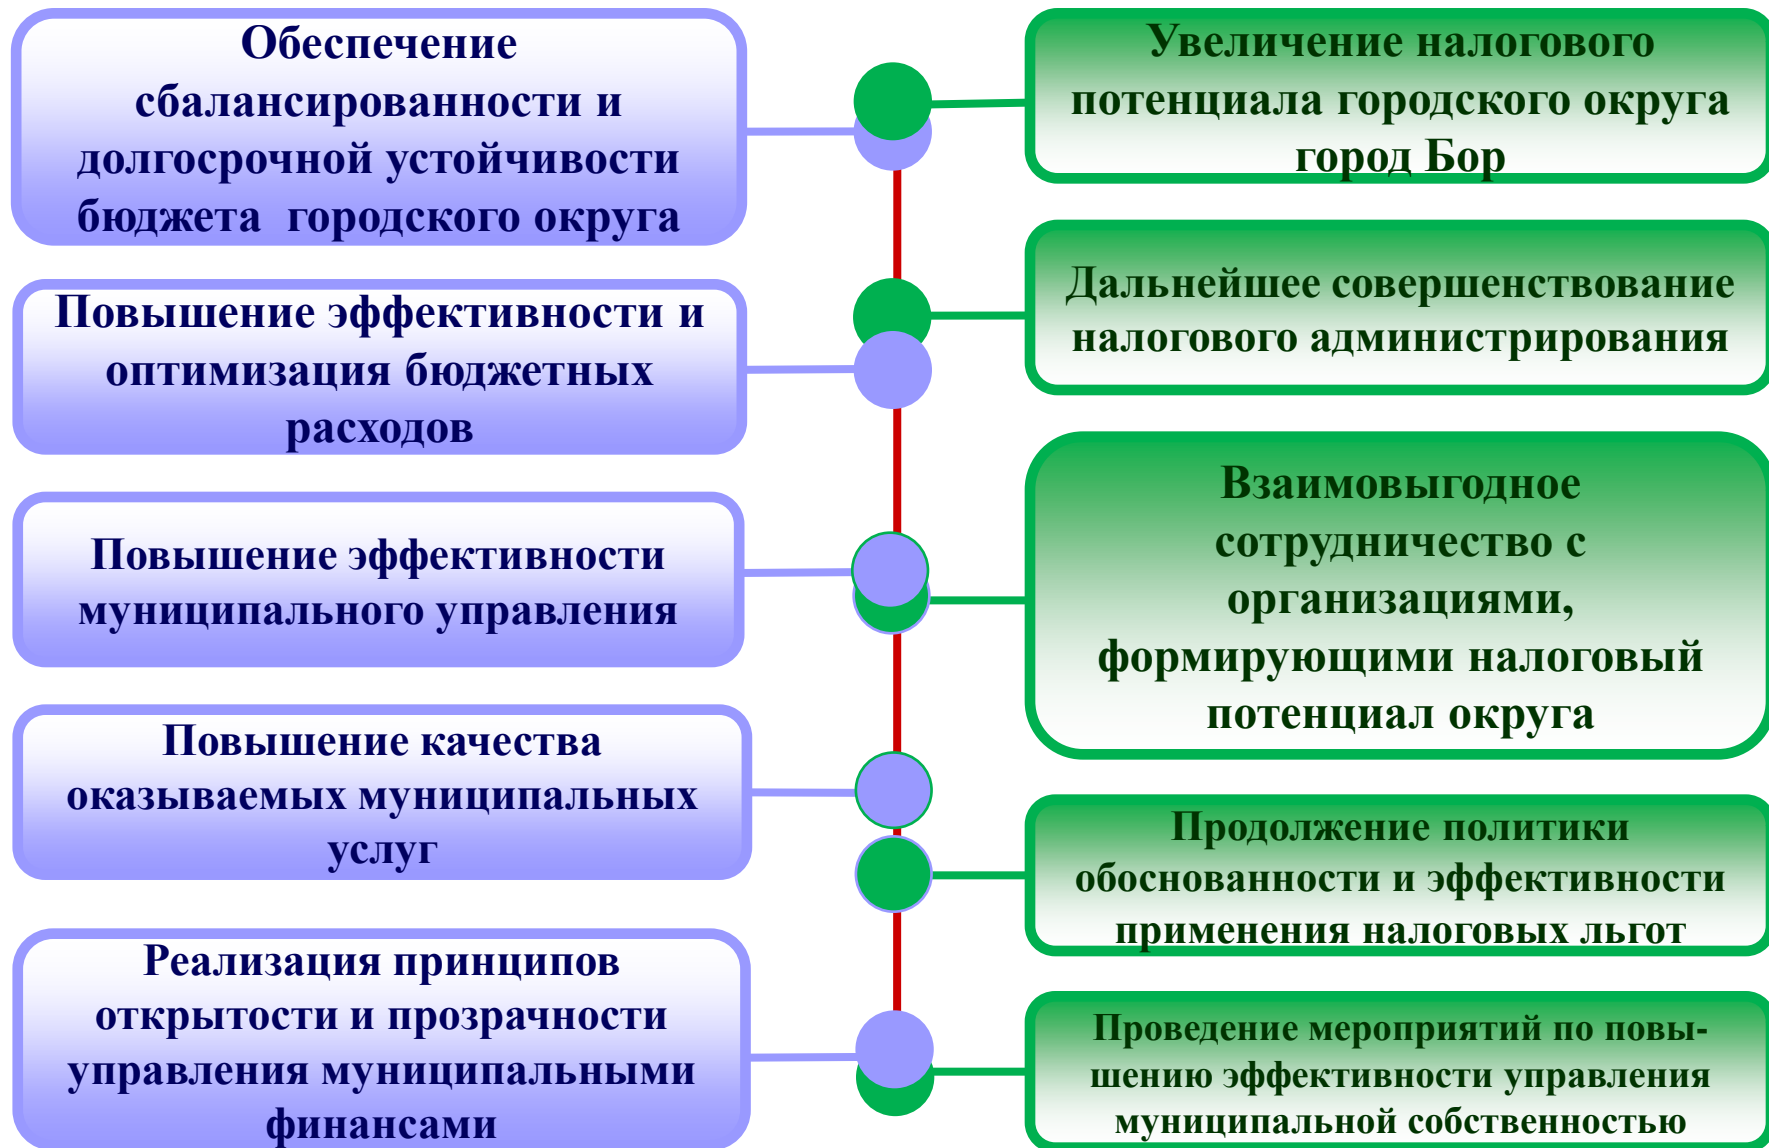 Обеспечение
сбалансированности и
долгосрочной устойчивости
бюджета городского округа
Повышение эффективности и
оптимизация бюджетных
расходов
Повышение эффективности
муниципального управления
Повышение качества
оказываемых муниципальных
услуг
Реализация принципов
открытости и прозрачности
управления муниципальными
финансами
Увеличение налогового
потенциала городского округа
город Бор
Дальнейшее совершенствование
налогового администрирования
Взаимовыгодное
сотрудничество с
организациями,
формирующими налоговый
потенциал округа
Продолжение политики
обоснованности и эффективности
применения налоговых льгот
Проведение мероприятий по повы-
шению эффективности управления
муниципальной собственностью